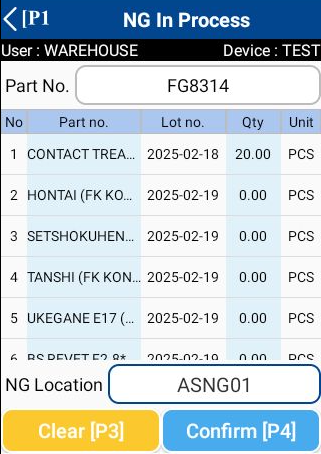 [P1 NG In Process
User : WAREHOUSE Device : TEST
Part No. FG8314
No Part no. Lot no. Qty Unit
1 CONTACT TREA... 2025-02-18 20.00 PCS
2 HONTAI (FK KO... 2025-02-19 0.00 PCS
3 SETSHOKUHEN... 2025-02-19 0.00 PCS
4 TANSHI (FK KON... 2025-02-19 0.00 PCS
5 UKEGANE E17 (... 2025-02-19 0.00 PCS
6 BS REVET F2.8* 2025-02-19 0.00 PCS
NG Location ASNG01
Clear [P3] Confirm [P4]